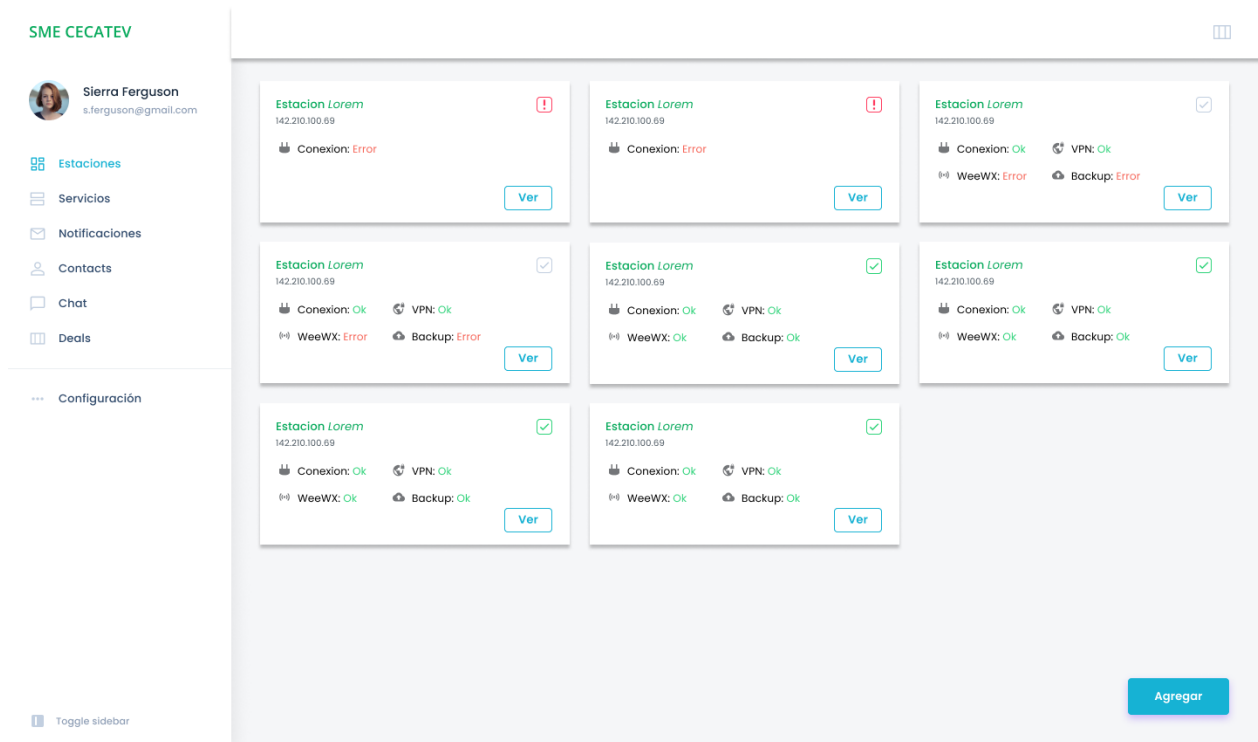 SME CECATEV
Sierra Ferguson
s.ferguson@gmail.com
Estaciones
Servicios
Notificaciones
Contacts
Chat
Deals
Configuración
Toggle sidebar
Estacion Lorem
142.210.100.69
Conexion: Error
Ver
Estacion Lorem
142.210.100.69
Conexion: Error
Ver
Estacion Lorem
142.210.100.69
Conexion: Ok VPN: Ok
WeeWX: Error Backup: Error
Ver
Estacion Lorem
142.210.100.69
Conexion: Ok VPN: Ok
WeeWX: Error Backup: Error
Ver
Estacion Lorem
142.210.100.69
Conexion: Ok VPN: Ok
WeeWX: Ok Backup: Ok
Ver
Estacion Lorem
142.210.100.69
Conexion: Ok VPN: Ok
WeeWX: Ok Backup: Ok
Ver
Estacion Lorem
142.210.100.69
Conexion: Ok VPN: Ok
WeeWX: Ok Backup: Ok
Ver
Estacion Lorem
142.210.100.69
Conexion: Ok VPN: Ok
WeeWX: Ok Backup: Ok
Ver
Agregar